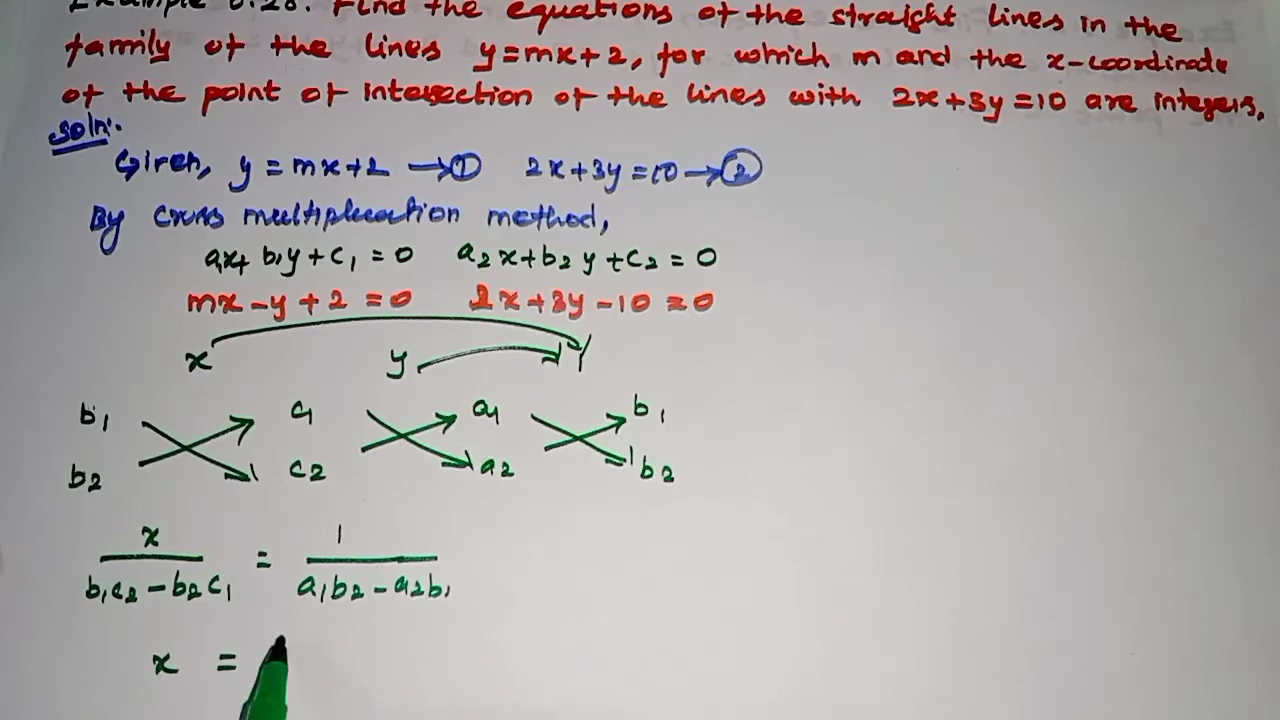 Find the equations of the straight lines in the
family of the lines y=mx+2, for which m and the x-coordinate
of the point of intersection of the lines with 2x+3y=10 are integers.
Soln:
Given, y=mx+2 →① 2x+3y=10→②
By cross multiplication method,
a₁x+ b₁y+c₁=0 a₂x+b₂y+c₂=0
mx-y+2=0 2x+3y-10=0
x y 1
b₁ c₁ a₁ b₁
b₂ c₂ a₂ b₂
x 1
=
b₁c₂-b₂c₁ a₁b₂-a₂b₁
x =